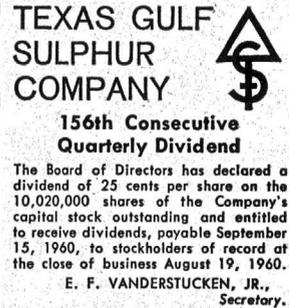 TEXAS GULF
SULPHUR
COMPANY
156th Consecutive
Quarterly Dividend
The Board of Directors has declared a
dividend of 25 cents per share on the
10,020,000 shares of the Company's
capital stock outstanding and entitled
to receive dividends, payable September
15, 1960, to stockholders of record at
the close of business August 19, 1960.
E. F. VANDERSTUCKEN, JR.,
Secretary.